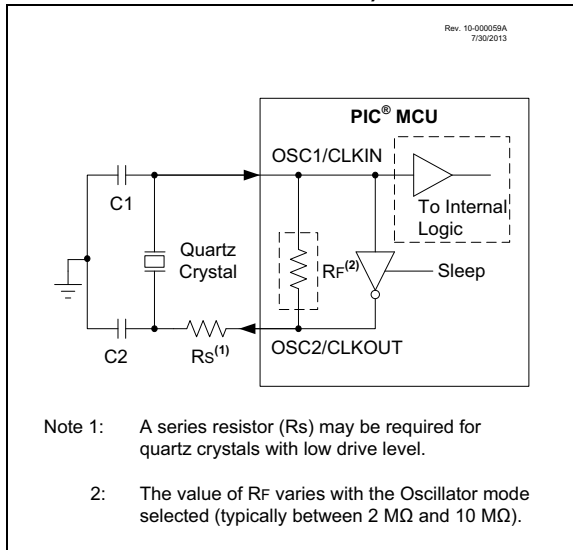 Rev. 10-000059A
7/30/2013
PIC® MCU
OSC1/CLKIN
C1
To Internal
Logic
Quartz
Crystal
RF(2)
Sleep
C2
RS(1)
OSC2/CLKOUT
Note 1: A series resistor (Rs) may be required for
quartz crystals with low drive level.
2: The value of RF varies with the Oscillator mode
selected (typically between 2 MΩ and 10 MΩ).